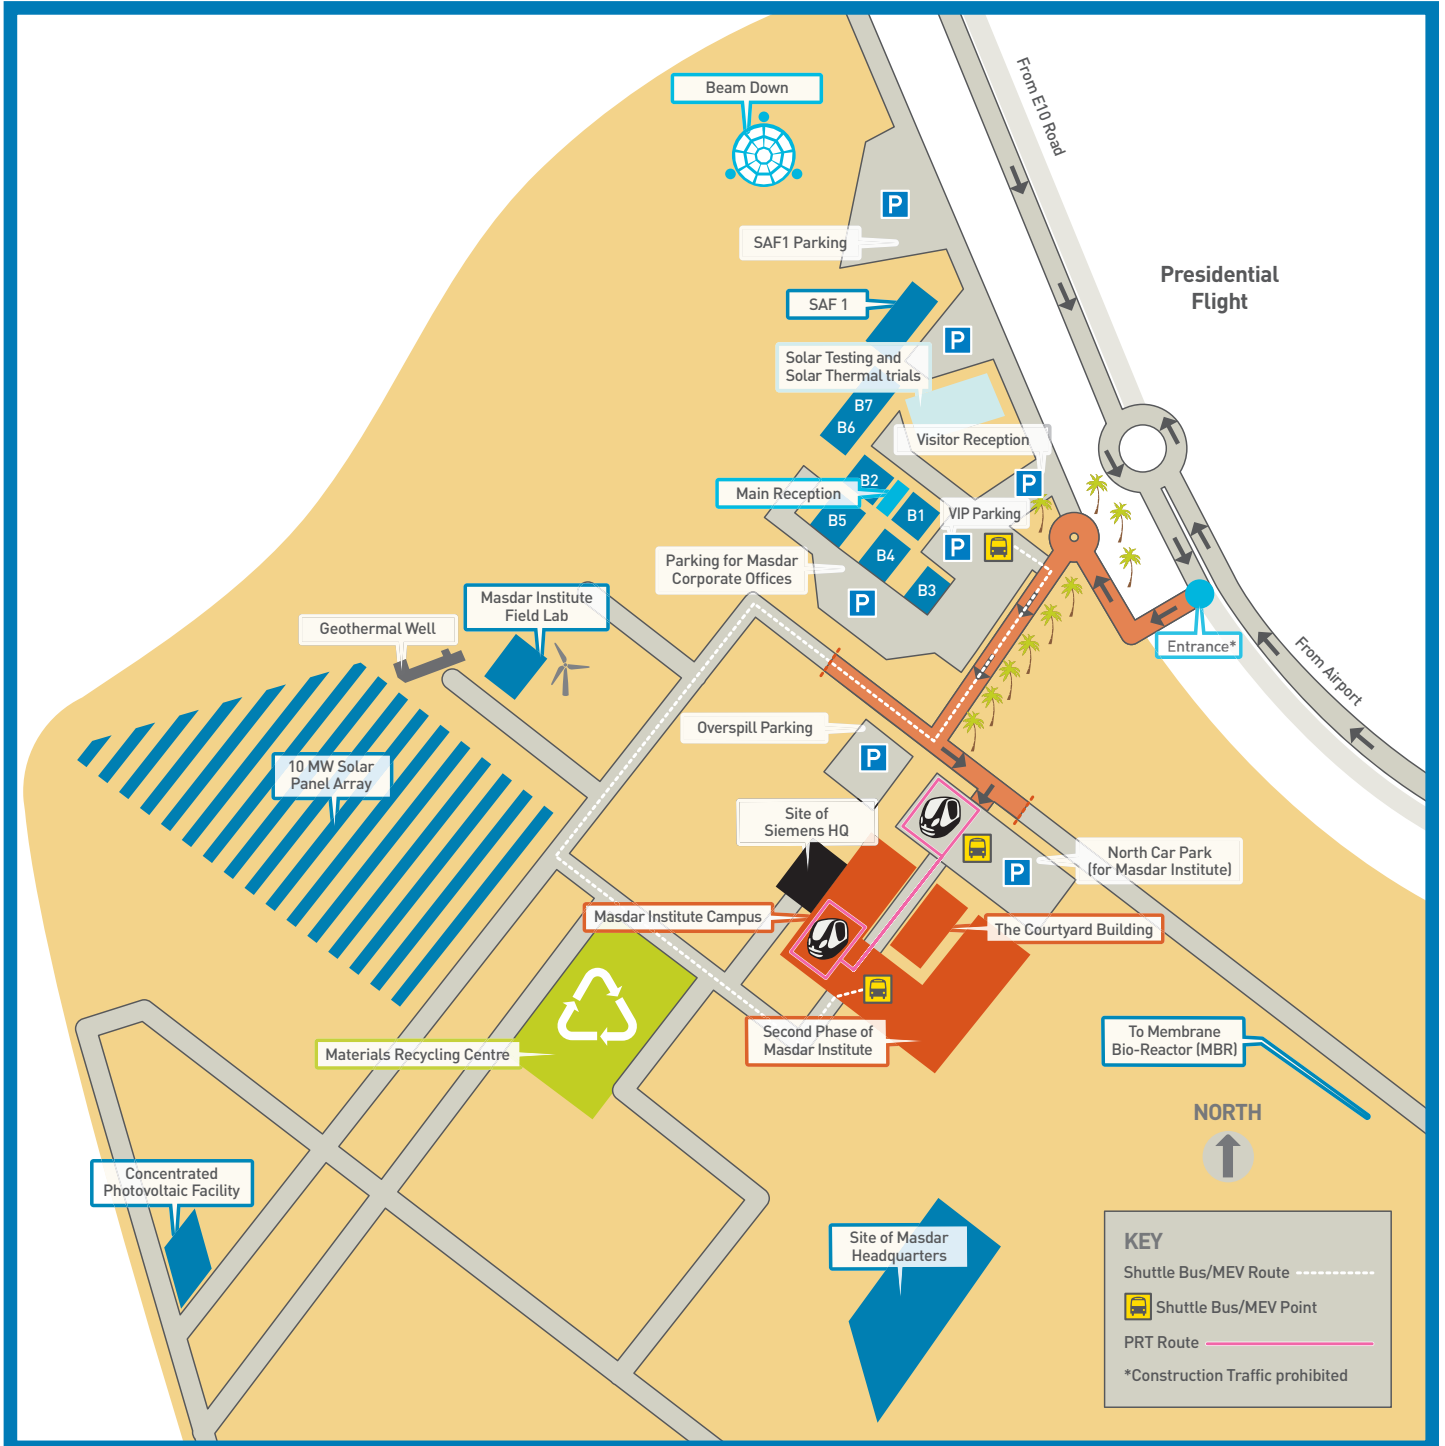 Beam Down
From E10 Road
P
SAF1 Parking
Presidential
Flight
SAF 1
P
Solar Testing and
Solar Thermal trials
B7
B6
Visitor Reception
P
B2
Main Reception
B1
VIP Parking
B5
P
B4
Parking for Masdar
Corporate Offices
B3
P
Masdar Institute
Field Lab
Geothermal Well
Entrance*
From Airport
Overspill Parking
P
10 MW Solar
Panel Array
Site of
Siemens HQ
North Car Park
(for Masdar Institute)
P
Masdar Institute Campus
The Courtyard Building
Second Phase of
Masdar Institute
To Membrane
Bio-Reactor (MBR)
Materials Recycling Centre
NORTH
Concentrated
Photovoltaic Facility
Site of Masdar
Headquarters
KEY
Shuttle Bus/MEV Route
Shuttle Bus/MEV Point
PRT Route
*Construction Traffic prohibited